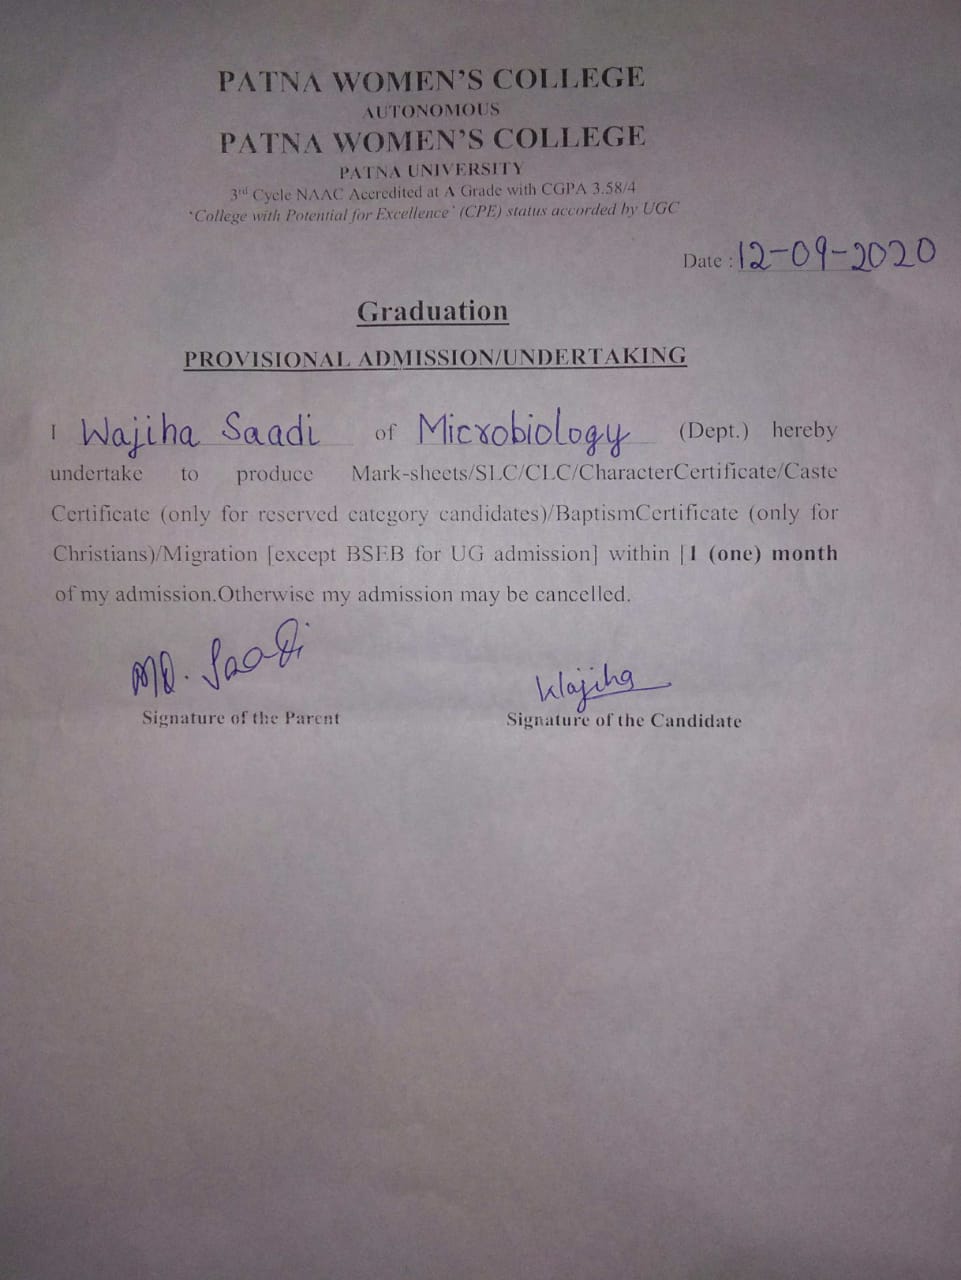 PATNA WOMEN'S COLLEGE
AUTONOMOUS
PATNA WOMEN'S COLLEGE
PATNA UNIVERSITY
3rd Cycle NAAC Accredited at A Grade with CGPA 3.58/4
'College with Potential for Excellence' (CPE) status accorded by UGC
Date : 12-09-2020
Graduation
PROVISIONAL ADMISSION/UNDERTAKING
I Wajiha Saadi of Microbiology (Dept.) hereby
undertake to produce Mark-sheets/SLC/CLC/CharacterCertificate/Caste
Certificate (only for reserved category candidates)/BaptismCertificate (only for
Christians)/Migration [except BSEB for UG admission] within [1 (one) month
of my admission.Otherwise my admission may be cancelled.
MD. Saadi
Wajiha
Signature of the Parent
Signature of the Candidate